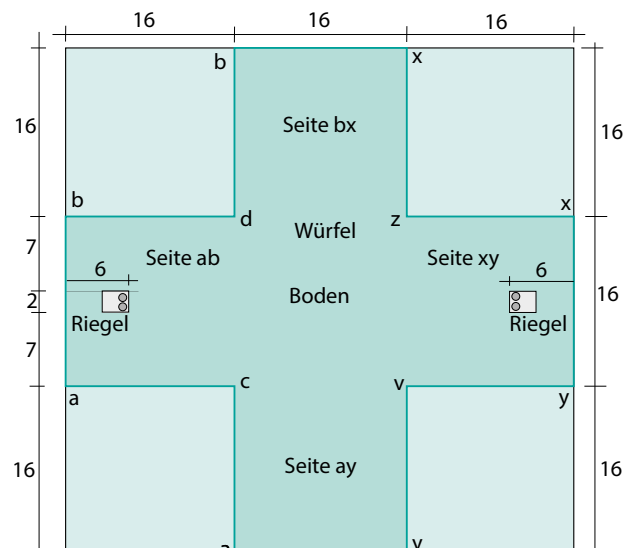 16 16 16
b x
16 Seite bx 16
b x
d z
7 Würfel
Seite ab Seite xy
6 6
2 Boden 16
Riegel Riegel
7
a c v y
16 Seite ay 16
a y